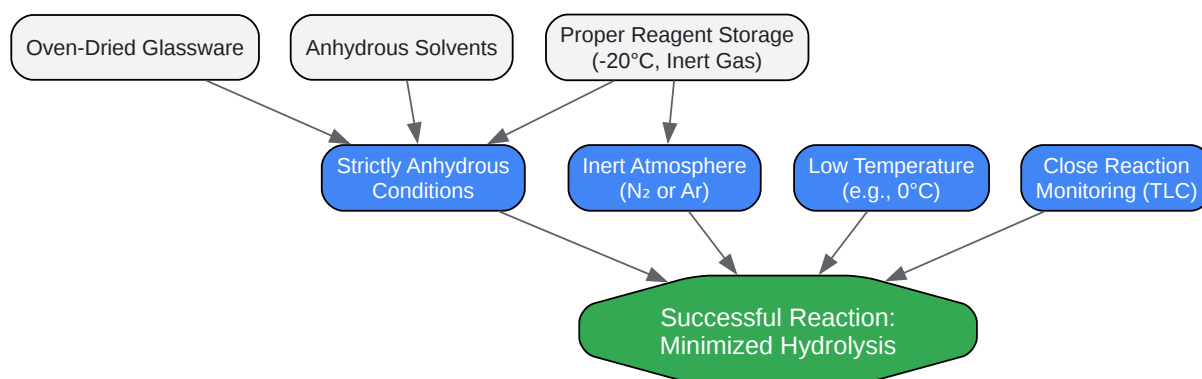 Oven-Dried Glassware
Anhydrous Solvents
Proper Reagent Storage
(-20°C, Inert Gas)
Strictly Anhydrous
Conditions
Inert Atmosphere
(N₂ or Ar)
Low Temperature
(e.g., 0°C)
Close Reaction
Monitoring (TLC)
Successful Reaction:
Minimized Hydrolysis